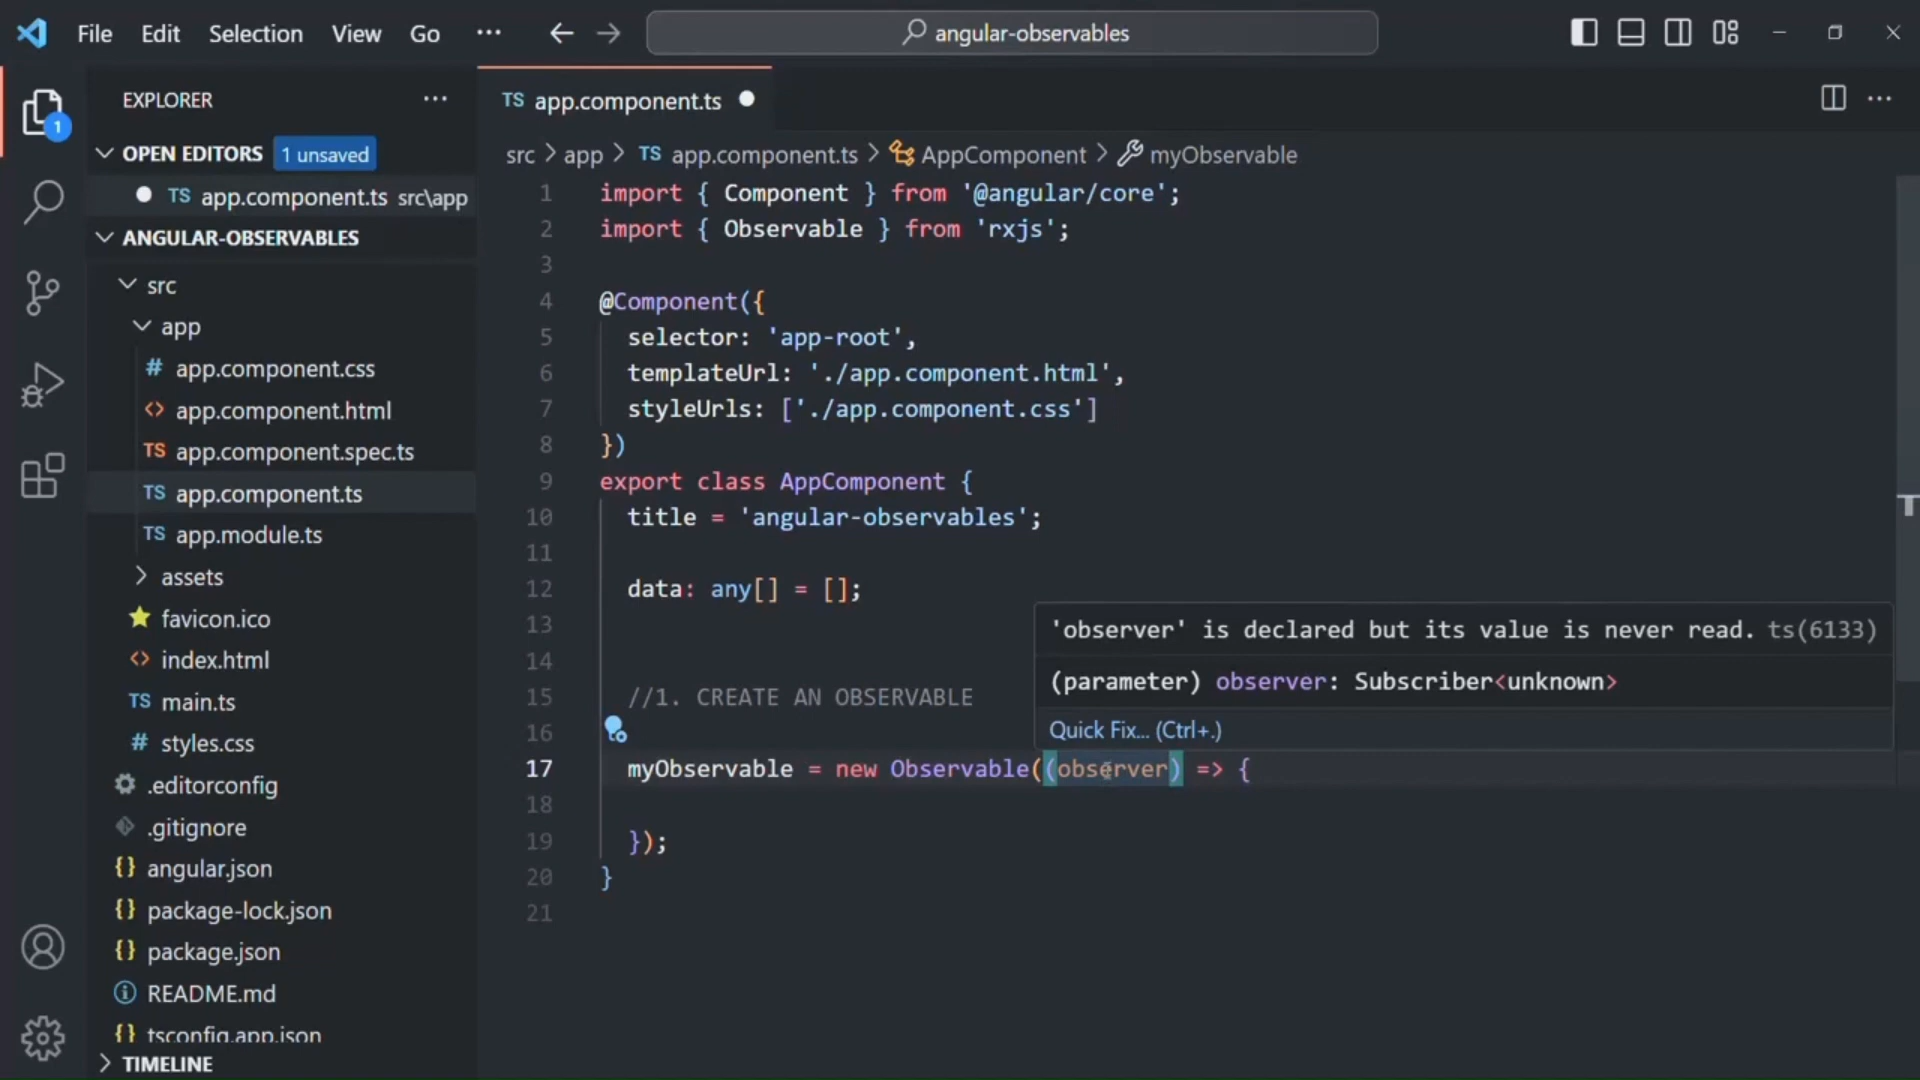 File Edit Selection View Go ··· angular-observables
EXPLORER ···
OPEN EDITORS 1 unsaved
TS app.component.ts src\app
ANGULAR-OBSERVABLES
src
app
# app.component.css
<> app.component.html
TS app.component.spec.ts
TS app.component.ts
TS app.module.ts
assets
favicon.ico
<> index.html
TS main.ts
# styles.css
.editorconfig
.gitignore
{} angular.json
{} package-lock.json
{} package.json
README.md
{} tsconfig.app.json
TIMELINE
1
TS app.component.ts
src > app > TS app.component.ts > AppComponent > myObservable
1 import { Component } from '@angular/core';
2 import { Observable } from 'rxjs';
3
4 @Component({
5 selector: 'app-root',
6 templateUrl: './app.component.html',
7 styleUrls: ['./app.component.css']
8 })
9 export class AppComponent {
10 title = 'angular-observables';
11
12 data: any[] = [];
13
14
15 //1. CREATE AN OBSERVABLE
16
17 myObservable = new Observable((observer) => {
18
19 });
20 }
21
'observer' is declared but its value is never read. ts(6133)
(parameter) observer: Subscriber<unknown>
Quick Fix... (Ctrl+.)